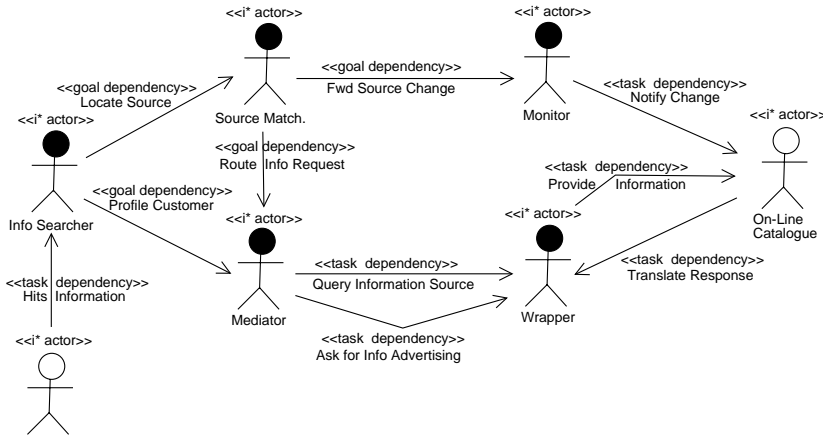 <<i* actor>>
<<i* actor>>
<<goal dependency>>
<<goal dependency>>
<<task dependency>>
Locate Source
Fwd Source Change
Notify Change
<<i* actor>>
Source Match.
Monitor
<<i* actor>>
<<goal dependency>>
Route Info Request
<<task dependency>>
Provide Information
<<goal dependency>>
Profile Customer
Info Searcher
<<i* actor>>
<<i* actor>>
On-Line
Catalogue
<<task dependency>>
Hits Information
<<task dependency>>
Query Information Source
<<task dependency>>
Translate Response
Mediator
Wrapper
<<i* actor>>
<<task dependency>>
Ask for Info Advertising